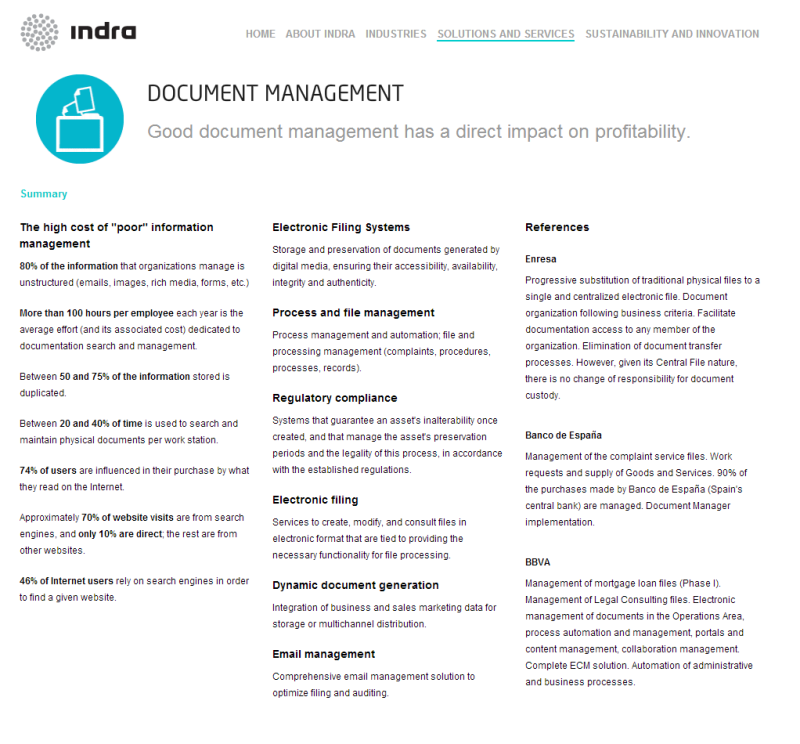 indra
HOME ABOUT INDRA INDUSTRIES SOLUTIONS AND SERVICES SUSTAINABILITY AND INNOVATION
DOCUMENT MANAGEMENT
Good document management has a direct impact on profitability.
Summary
The high cost of "poor" information
management
80% of the information that organizations manage is
unstructured (emails, images, rich media, forms, etc.)
More than 100 hours per employee each year is the
average effort (and its associated cost) dedicated to
documentation search and management.
Between 50 and 75% of the information stored is
duplicated.
Between 20 and 40% of time is used to search and
maintain physical documents per work station.
74% of users are influenced in their purchase by what
they read on the Internet.
Approximately 70% of website visits are from search
engines, and only 10% are direct; the rest are from
other websites.
46% of Internet users rely on search engines in order
to find a given website.
Electronic Filing Systems
Storage and preservation of documents generated by
digital media, ensuring their accessibility, availability,
integrity and authenticity.
Process and file management
Process management and automation; file and
processing management (complaints, procedures,
processes, records).
Regulatory compliance
Systems that guarantee an asset's inalterability once
created, and that manage the asset's preservation
periods and the legality of this process, in accordance
with the established regulations.
Electronic filing
Services to create, modify, and consult files in
electronic format that are tied to providing the
necessary functionality for file processing.
Dynamic document generation
Integration of business and sales marketing data for
storage or multichannel distribution.
Email management
Comprehensive email management solution to
optimize filing and auditing.
References
Enresa
Progressive substitution of traditional physical files to a
single and centralized electronic file. Document
organization following business criteria. Facilitate
documentation access to any member of the
organization. Elimination of document transfer
processes. However, given its Central File nature,
there is no change of responsibility for document
custody.
Banco de España
Management of the complaint service files. Work
requests and supply of Goods and Services. 90% of
the purchases made by Banco de España (Spain's
central bank) are managed. Document Manager
implementation.
BBVA
Management of mortgage loan files (Phase I).
Management of Legal Consulting files. Electronic
management of documents in the Operations Area,
process automation and management, portals and
content management, collaboration management.
Complete ECM solution. Automation of administrative
and business processes.